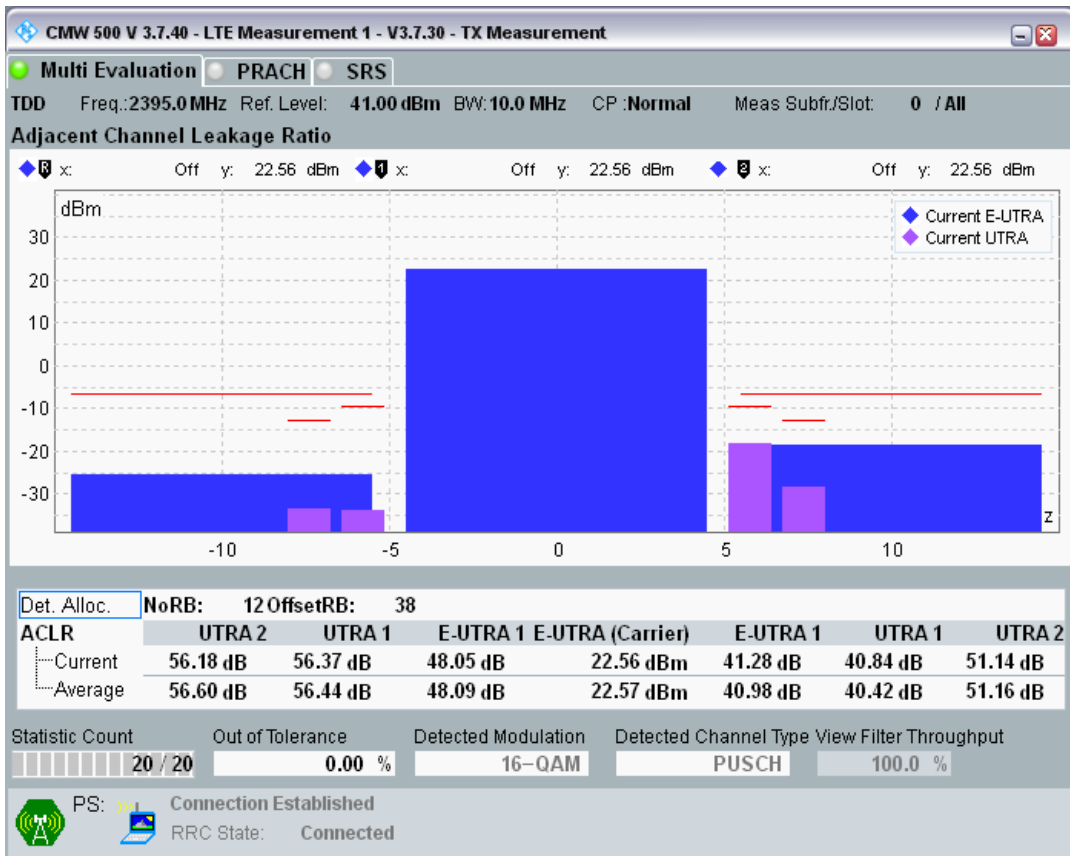 CMW 500 V 3.7.40 - LTE Measurement 1 - V3.7.30 - TX Measurement
Multi Evaluation PRACH SRS
TDD Freg.:2395.0 MHz Ref. Level: 41.00 dBm BW: 10.0 MHz CP :Normal Meas Subfr./Slot: 0 / All
Adjacent Channel Leakage Ratio
R x: Off y: 22.56 dBm 1 x: Off y: 22.56 dBm 2 x: Off y: 22.56 dBm
dBm
Current E-UTRA
Current UTRA
30
20
10
0
-10
-20
-30
z
-10 -5 0 5 10
Det. Alloc. NoRB: 12 OffsetRB: 38
ACLR UTRA 2 UTRA 1 E-UTRA 1 E-UTRA (Carrier) E-UTRA 1 UTRA 1 UTRA 2
Current 56.18 dB 56.37 dB 48.05 dB 22.56 dBm 41.28 dB 40.84 dB 51.14 dB
Average 56.60 dB 56.44 dB 48.09 dB 22.57 dBm 40.98 dB 40.42 dB 51.16 dB
Statistic Count Out of Tolerance Detected Modulation Detected Channel Type View Filter Throughput
20 / 20 0.00 % 16-QAM PUSCH 100.0 %
PS: Connection Established
RRC State: Connected